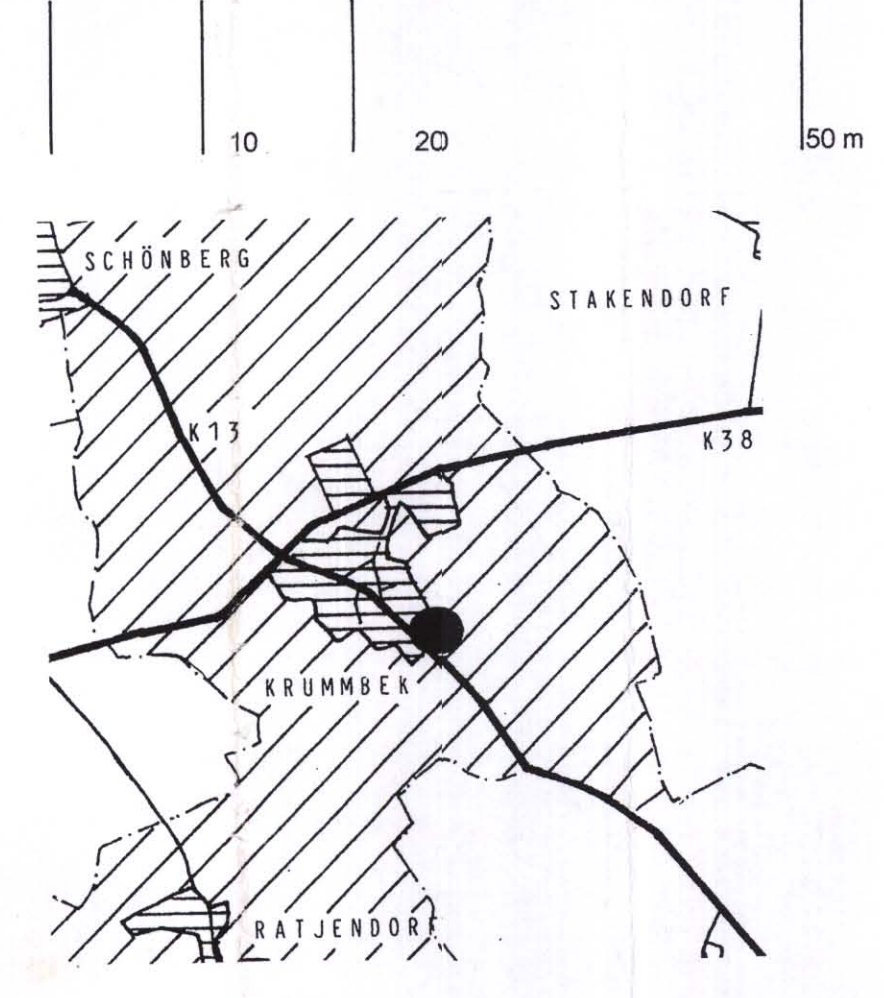 10 20 50 m
SCHÖNBERG
STAKENDORF
K13
K38
KRUMMBEK
RATJENDORF